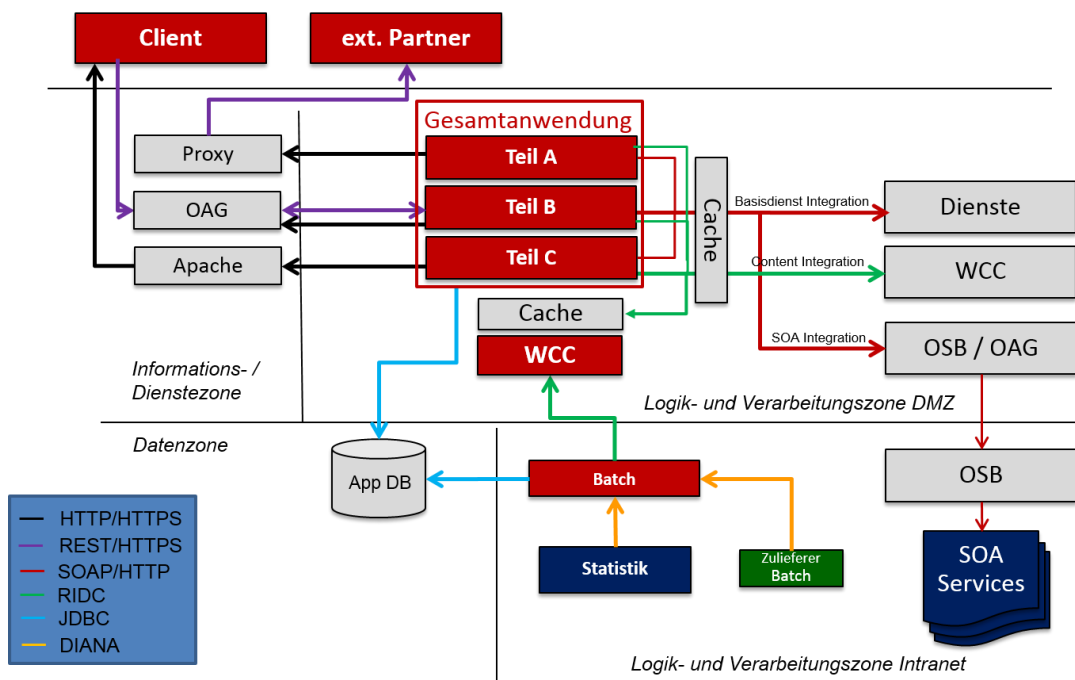 Client
ext. Partner
Gesamtanwendung
Proxy
Teil A
OAG
Teil B
Apache
Teil C
Cache
Basisdienst Integration
Dienste
Content Integration
WCC
Cache
WCC
SOA Integration
OSB / OAG
Informations- /
Dienstezone
Logik- und Verarbeitungszone DMZ
Datenzone
App DB
Batch
OSB
Statistik
Zulieferer
Batch
SOA
Services
HTTP/HTTPS
REST/HTTPS
SOAP/HTTP
RIDC
JDBC
DIANA
Logik- und Verarbeitungszone Intranet